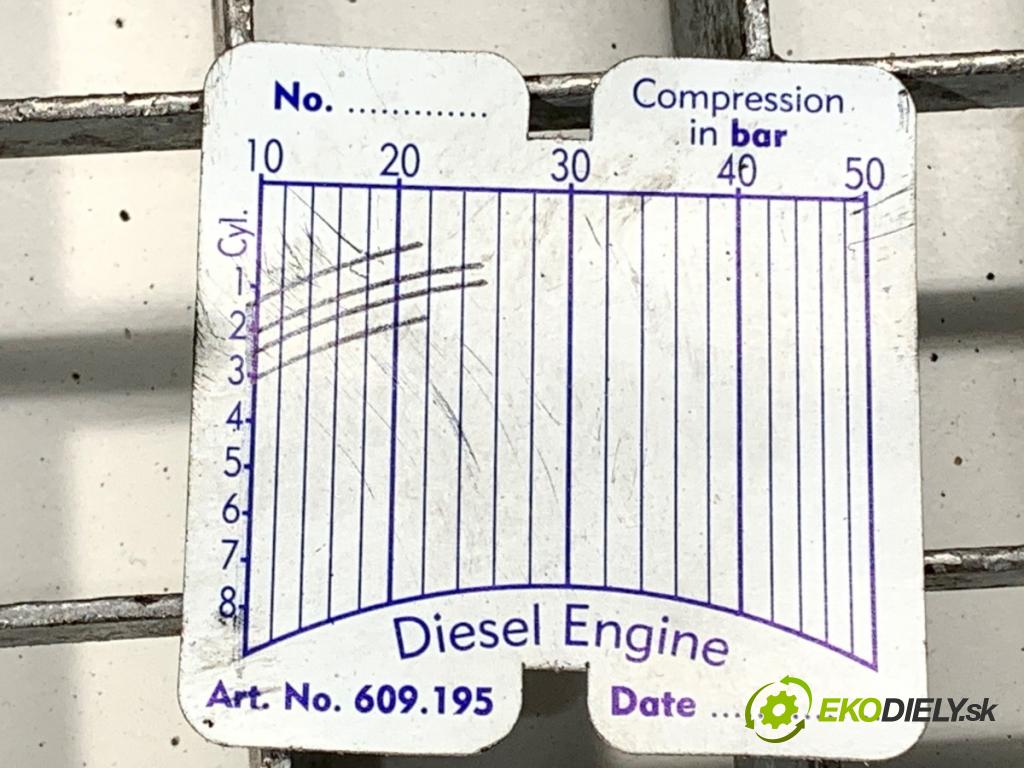 No. .............
Compression
in bar
10 20 30 40 50
Cyl.
1
2
3
4
5
6
7
8
Diesel Engine
Art. No. 609.195
Date ...........
EKODIELY.sk